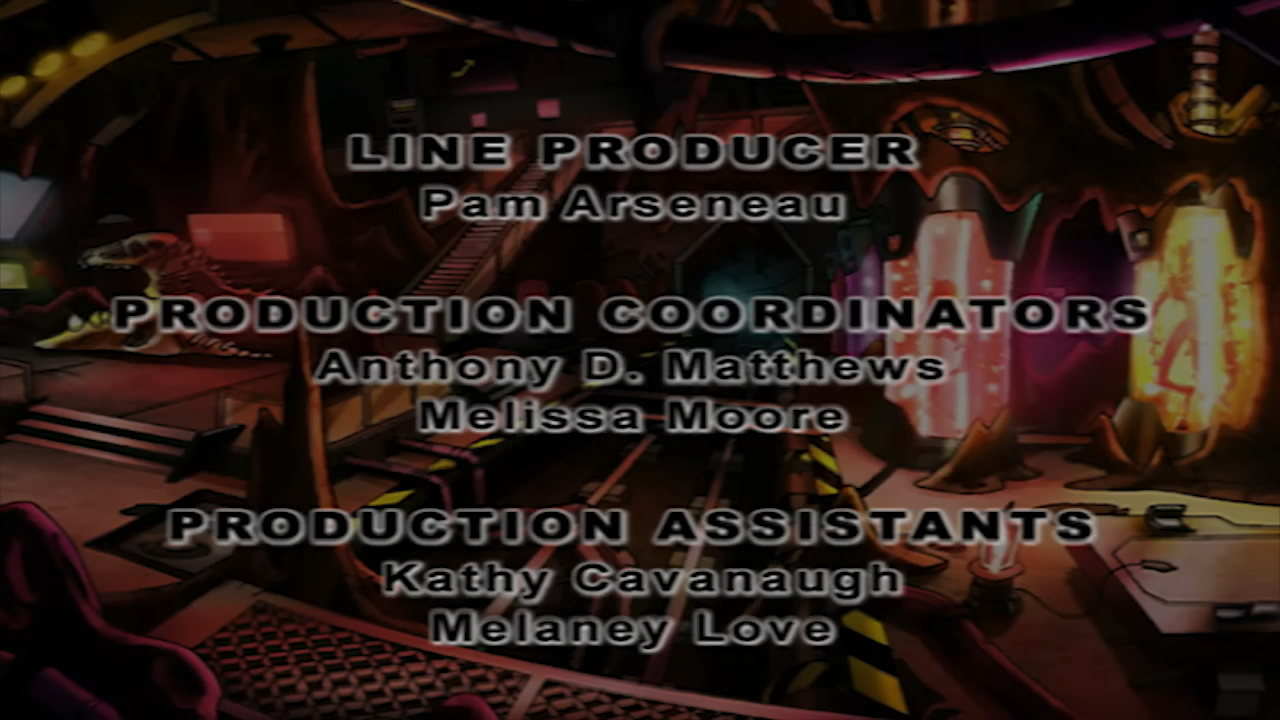 LINE PRODUCER
Pam Arseneau
PRODUCTION COORDINATORS
Anthony D. Matthews
Melissa Moore
PRODUCTION ASSISTANTS
Kathy Cavanaugh
Melaney Love